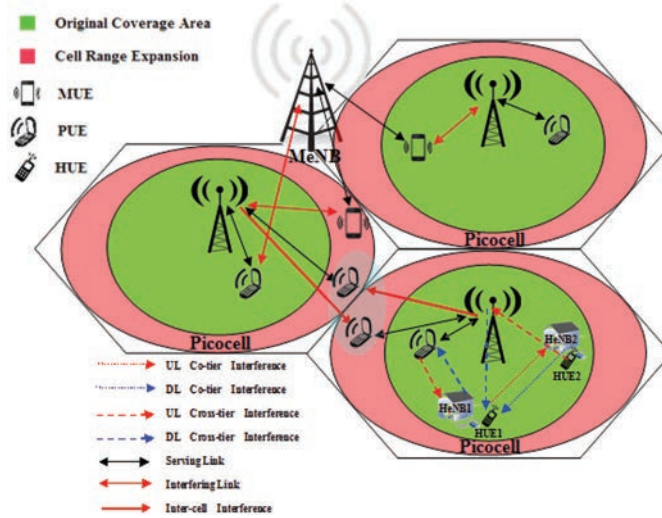 Original Coverage Area
Cell Range Expansion
MUE
PUE
HUE
MeNB
Picocell
Picocell
HeNB2
HUE2
HeNB1
HUE1
Picocell
UL Co-tier Interference
DL Co-tier Interference
UL Cross-tier Interference
DL Cross-tier Interference
Serving Link
Interfering Link
Inter-cell Interference